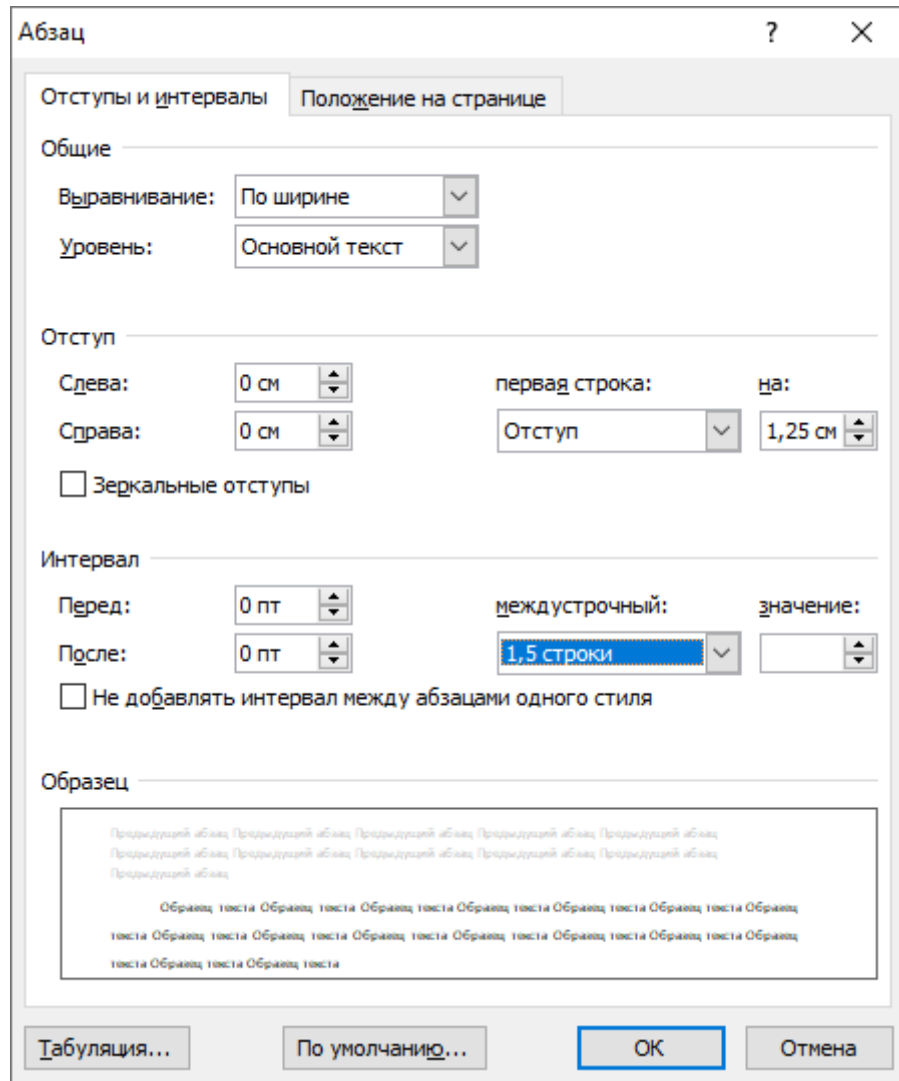 Абзац ?
Отступы и интервалы Положение на странице
Общие
Выравнивание: По ширине
Уровень: Основной текст
Отступ
Слева: 0 см первая строка: на:
Справа: 0 см Отступ 1,25 см
Зеркальные отступы
Интервал
Перед: 0 пт междустрочный: значение:
После: 0 пт 1,5 строки
Не добавлять интервал между абзацами одного стиля
Образец
Предыдущий абзац Предыдущий абзац Предыдущий абзац Предыдущий абзац Предыдущий абзац
Предыдущий абзац Предыдущий абзац Предыдущий абзац Предыдущий абзац Предыдущий абзац
Предыдущий абзац
Образец текста Образец текста Образец текста Образец текста Образец текста Образец текста Образец
текста Образец текста Образец текста Образец текста Образец текста Образец текста Образец текста Образец
текста Образец текста Образец текста
Табуляция... По умолчанию... ОК Отмена